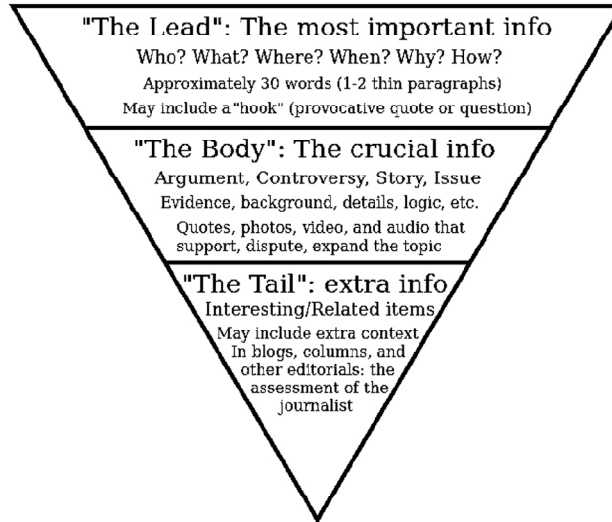 "The Lead": The most important info
Who? What? Where? When? Why? How?
Approximately 30 words (1-2 thin paragraphs)
May include a "hook" (provocative quote or question)
"The Body": The crucial info
Argument, Controversy, Story, Issue
Evidence, background, details, logic, etc.
Quotes, photos, video, and audio that
support, dispute, expand the topic
"The Tail": extra info
Interesting/Related items
May include extra context
In blogs, columns, and
other editorials: the
assessment of the
journalist